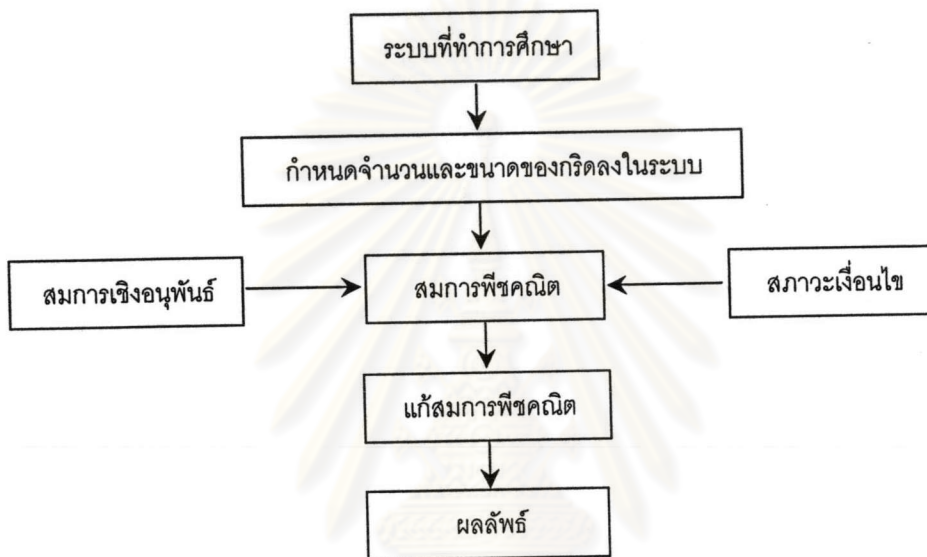 ระบบที่ทำการศึกษา
กำหนดจำนวนและขนาดของกริดลงในระบบ
สมการเชิงอนุพันธ์
สมการพีชคณิต
สภาวะเงื่อนไข
แก้สมการพีชคณิต
ผลลัพธ์